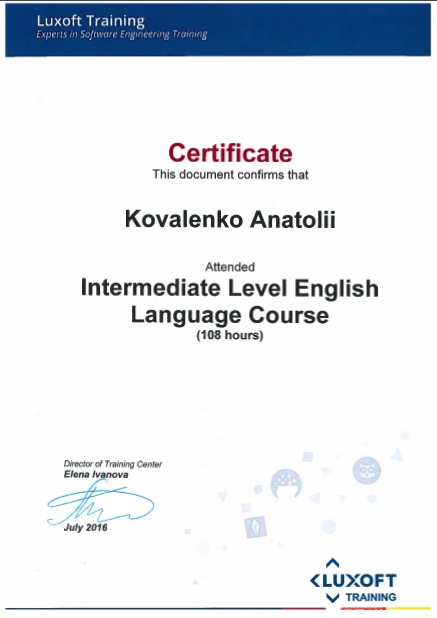 Luxoft Training
Experts in Software Engineering Training
Certificate
This document confirms that
Kovalenko Anatolii
Attended
Intermediate Level English
Language Course
(108 hours)
Director of Training Center
Elena Ivanova
July 2016
LUXOFT
TRAINING